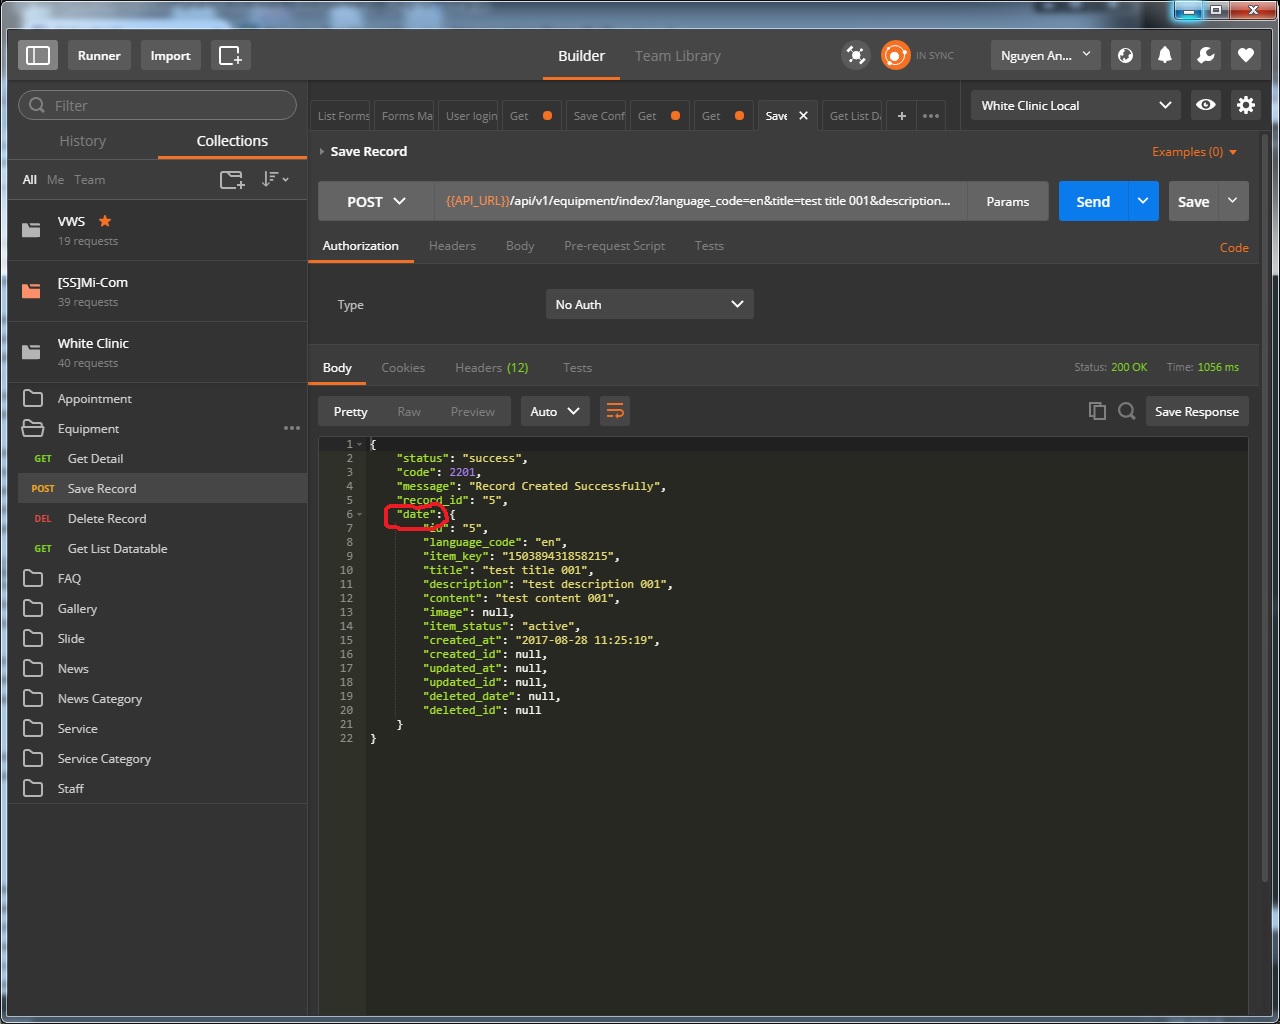 Runner
Import
Builder
Team Library
IN SYNC
Nguyen An...
Filter
History
Collections
All Me Team
VWS
19 requests
[SS]Mi-Com
39 requests
White Clinic
40 requests
Appointment
Equipment
GET Get Detail
POST Save Record
DEL Delete Record
GET Get List Datatable
FAQ
Gallery
Slide
News
News Category
Service
Service Category
Staff
List Forms
Forms Ma
User login
Get
Save Conf
Get
Get
Save
Get List Da
White Clinic Local
Save Record
Examples (0)
POST
{{API_URL}}/api/v1/equipment/index/?language_code=en&title=test title 001&description...
Params
Send
Save
Authorization
Headers
Body
Pre-request Script
Tests
Code
Type
No Auth
Body
Cookies
Headers (12)
Tests
Status: 200 OK
Time: 1056 ms
Pretty
Raw
Preview
Auto
Save Response
1 {
2 "status": "success",
3 "code": 2201,
4 "message": "Record Created Successfully",
5 "record_id": "5",
6 "date": {
7 "id": "5",
8 "language_code": "en",
9 "item_key": "150389431858215",
10 "title": "test title 001",
11 "description": "test description 001",
12 "content": "test content 001",
13 "image": null,
14 "item_status": "active",
15 "created_at": "2017-08-28 11:25:19",
16 "created_id": null,
17 "updated_at": null,
18 "updated_id": null,
19 "deleted_date": null,
20 "deleted_id": null
21 }
22 }